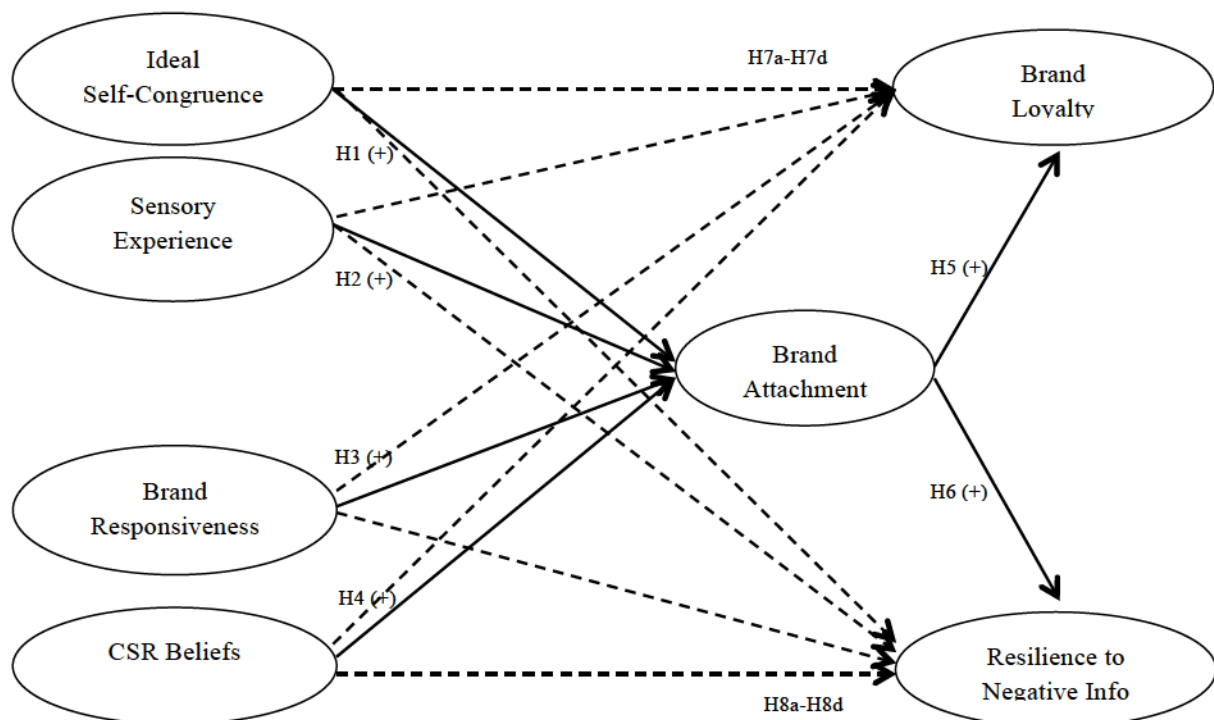 Ideal
Self-Congruence
H7a-H7d
Brand
Loyalty
H1 (+)
Sensory
Experience
H2 (+)
H5 (+)
Brand
Attachment
H3 (+)
Brand
Responsiveness
H6 (+)
H4 (+)
CSR Beliefs
Resilience to
Negative Info
H8a-H8d